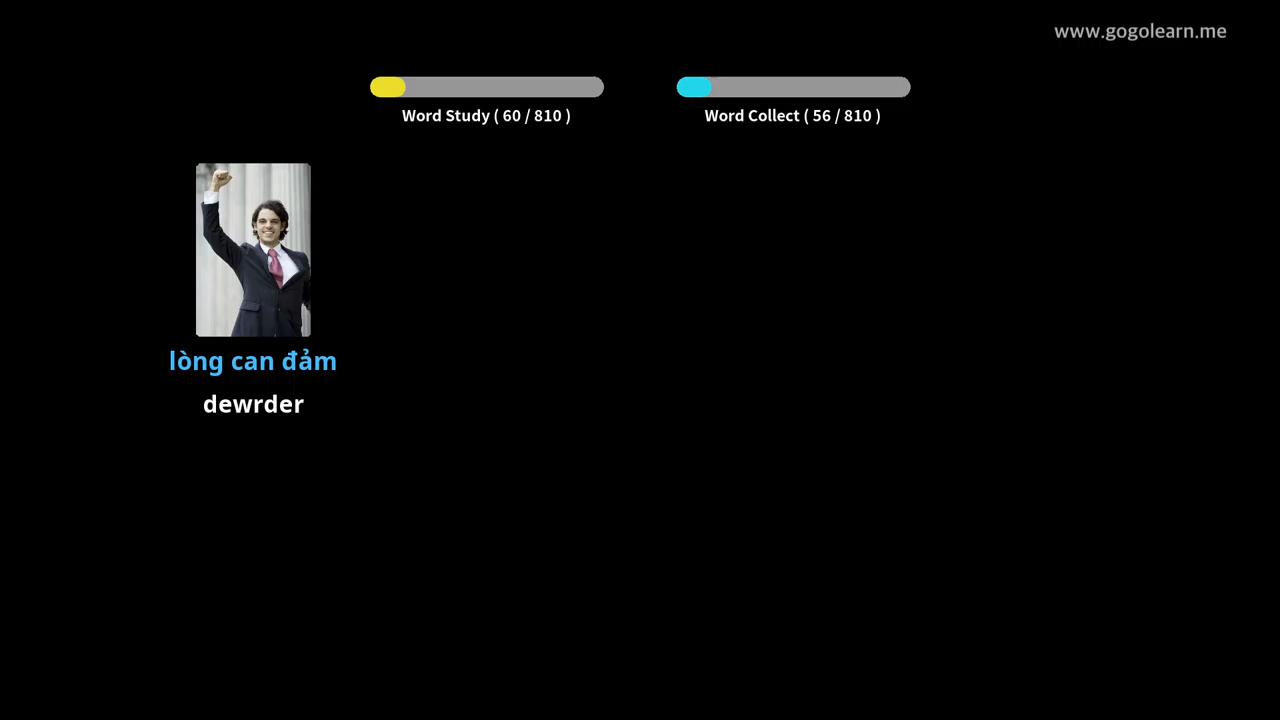 www.gogolearn.me
Word Study ( 60 / 810 )
Word Collect ( 56 / 810 )
lòng can đảm
dewrder